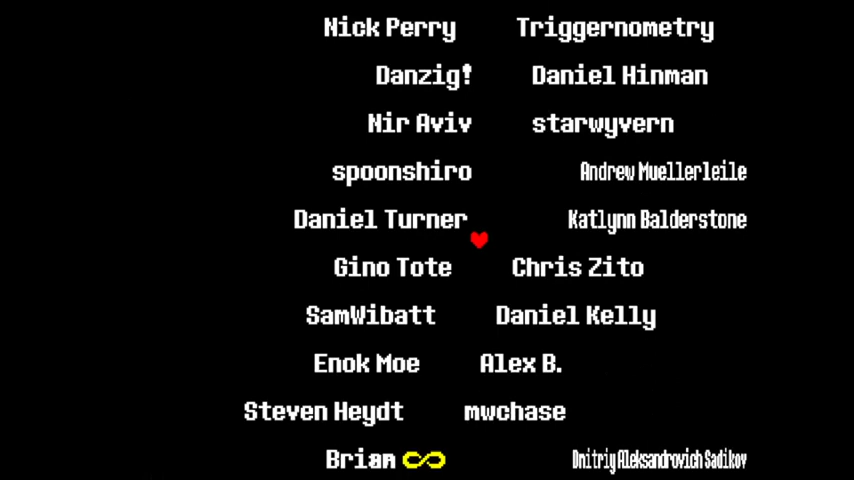 Nick Perry Triggernometry
Danzig! Daniel Hinman
Nir Aviv starwyvern
spoonshiro Andrew Muellerleile
Daniel Turner Katlynn Balderstone
Gino Tote Chris Zito
SamWibatt Daniel Kelly
Enok Moe Alex B.
Steven Heydt mwchase
Brian ∞ Dmitriy Aleksandrovich Sadikov